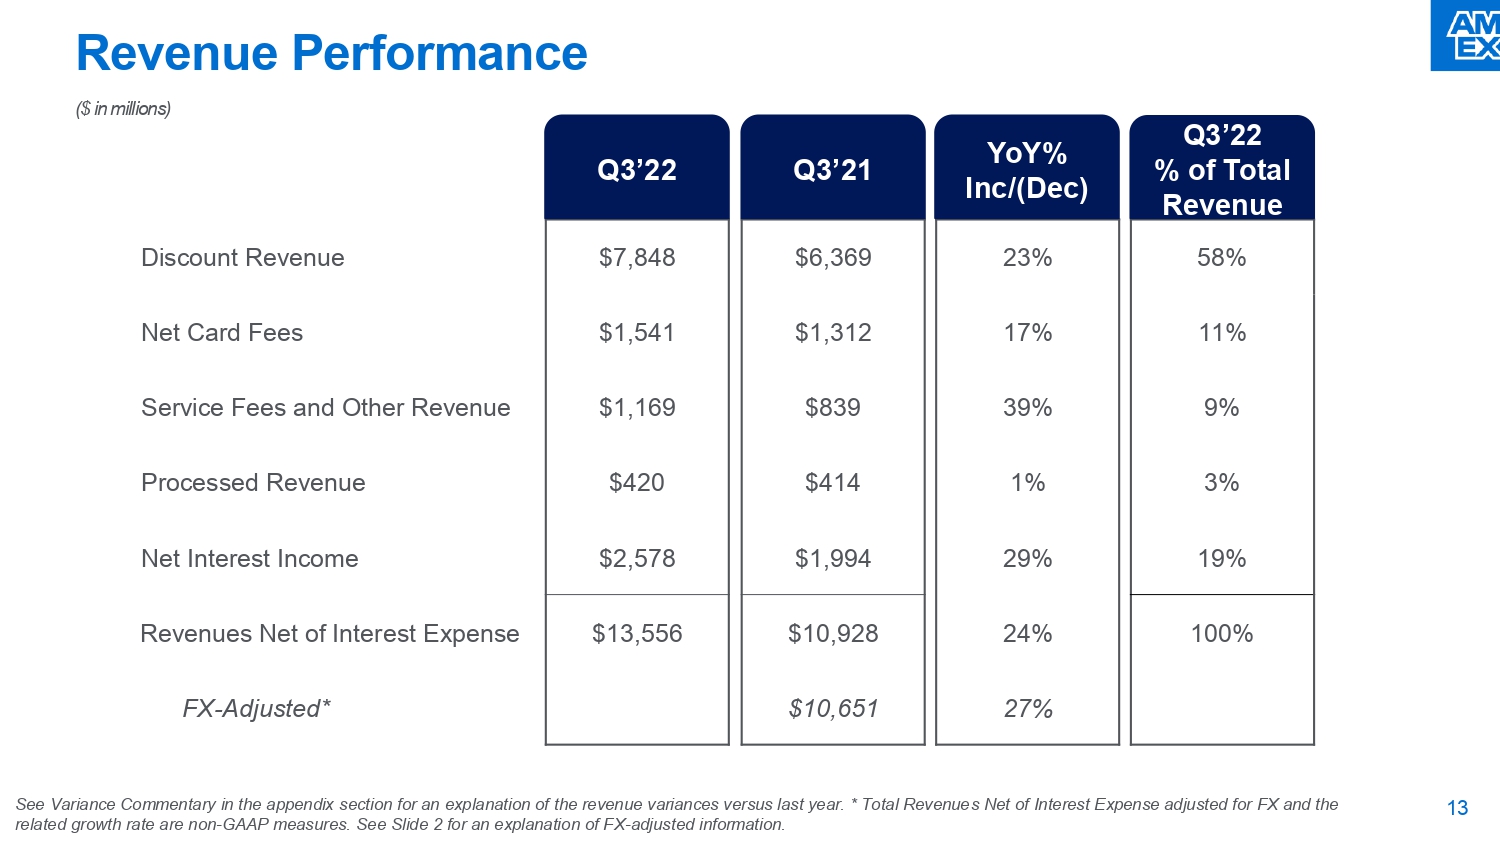 Revenue Performance
AM
EX
($ in millions)
Q3’22
Q3’21
YoY%
Inc/(Dec)
Q3’22
% of Total
Revenue
Discount Revenue $7,848 $6,369 23% 58%
Net Card Fees $1,541 $1,312 17% 11%
Service Fees and Other Revenue $1,169 $839 39% 9%
Processed Revenue $420 $414 1% 3%
Net Interest Income $2,578 $1,994 29% 19%
Revenues Net of Interest Expense $13,556 $10,928 24% 100%
FX-Adjusted* $10,651 27%
See Variance Commentary in the appendix section for an explanation of the revenue variances versus last year. * Total Revenues Net of Interest Expense adjusted for FX and the
related growth rate are non-GAAP measures. See Slide 2 for an explanation of FX-adjusted information.
13